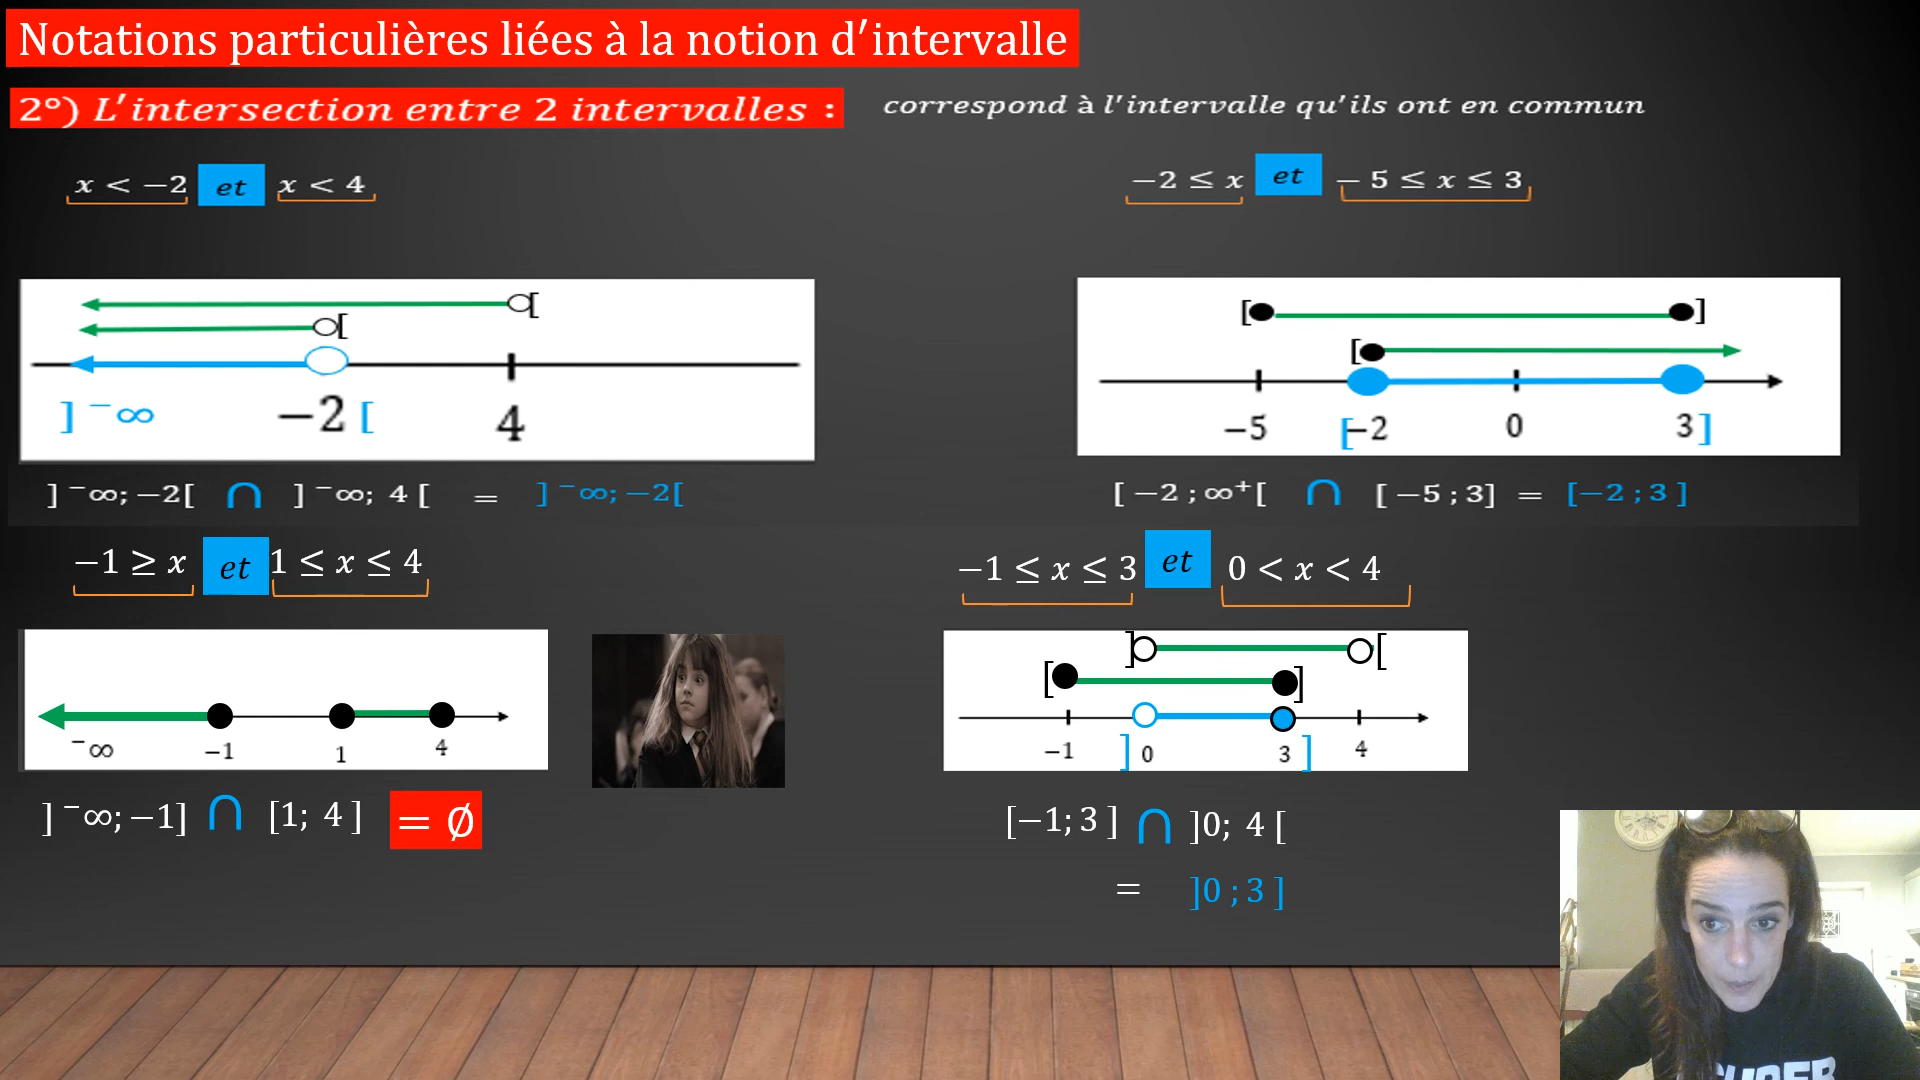 Notations particulières liées à la notion d′intervalle
2°) L′intersection entre 2 intervalles :
correspond à l′intervalle qu′ils ont en commun
x < −2 et x < 4
−2 ≤ x et − 5 ≤ x ≤ 3
[
[
] ⁻∞ −2 [ 4
[ ]
[
−5 [−2 0 3 ]
] ⁻∞; −2[ ∩ ] ⁻∞; 4 [ = ] ⁻∞; −2[
[ −2 ; ∞⁺[ ∩ [ −5 ; 3] = [−2 ; 3 ]
−1 ≥ x et 1 ≤ x ≤ 4
−1 ≤ x ≤ 3 et 0 < x < 4
⁻∞ −1 1 4
] [
[ ]
−1 ] 0 3 ] 4
] ⁻∞; −1] ∩ [1; 4 ] = ∅
[−1; 3 ] ∩ ]0; 4 [
= ]0 ; 3 ]